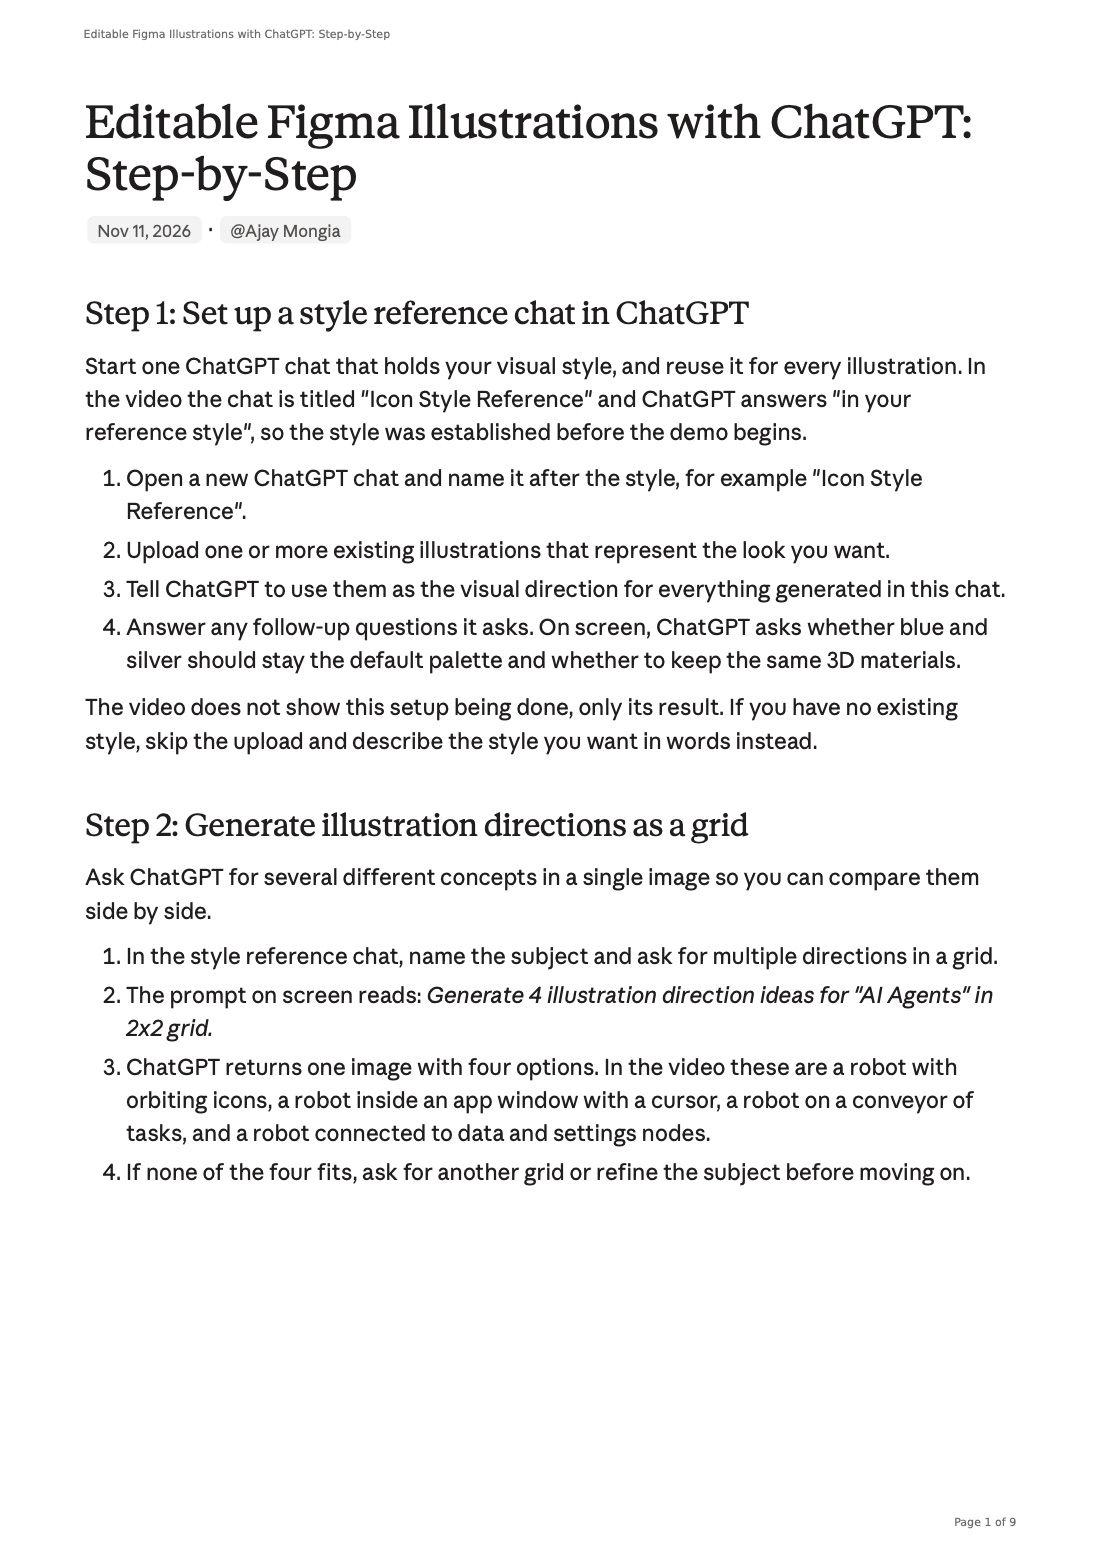 Editable Figma Illustrations with ChatGPT: Step-by-Step
Editable Figma Illustrations with ChatGPT:
Step-by-Step
Nov 11, 2026 · @Ajay Mongia
Step 1: Set up a style reference chat in ChatGPT
Start one ChatGPT chat that holds your visual style, and reuse it for every illustration. In
the video the chat is titled "Icon Style Reference" and ChatGPT answers "in your
reference style", so the style was established before the demo begins.
1. Open a new ChatGPT chat and name it after the style, for example "Icon Style
Reference".
2. Upload one or more existing illustrations that represent the look you want.
3. Tell ChatGPT to use them as the visual direction for everything generated in this chat.
4. Answer any follow-up questions it asks. On screen, ChatGPT asks whether blue and
silver should stay the default palette and whether to keep the same 3D materials.
The video does not show this setup being done, only its result. If you have no existing
style, skip the upload and describe the style you want in words instead.
Step 2: Generate illustration directions as a grid
Ask ChatGPT for several different concepts in a single image so you can compare them
side by side.
1. In the style reference chat, name the subject and ask for multiple directions in a grid.
2. The prompt on screen reads: Generate 4 illustration direction ideas for "AI Agents" in
2x2 grid.
3. ChatGPT returns one image with four options. In the video these are a robot with
orbiting icons, a robot inside an app window with a cursor, a robot on a conveyor of
tasks, and a robot connected to data and settings nodes.
4. If none of the four fits, ask for another grid or refine the subject before moving on.
Page 1 of 9